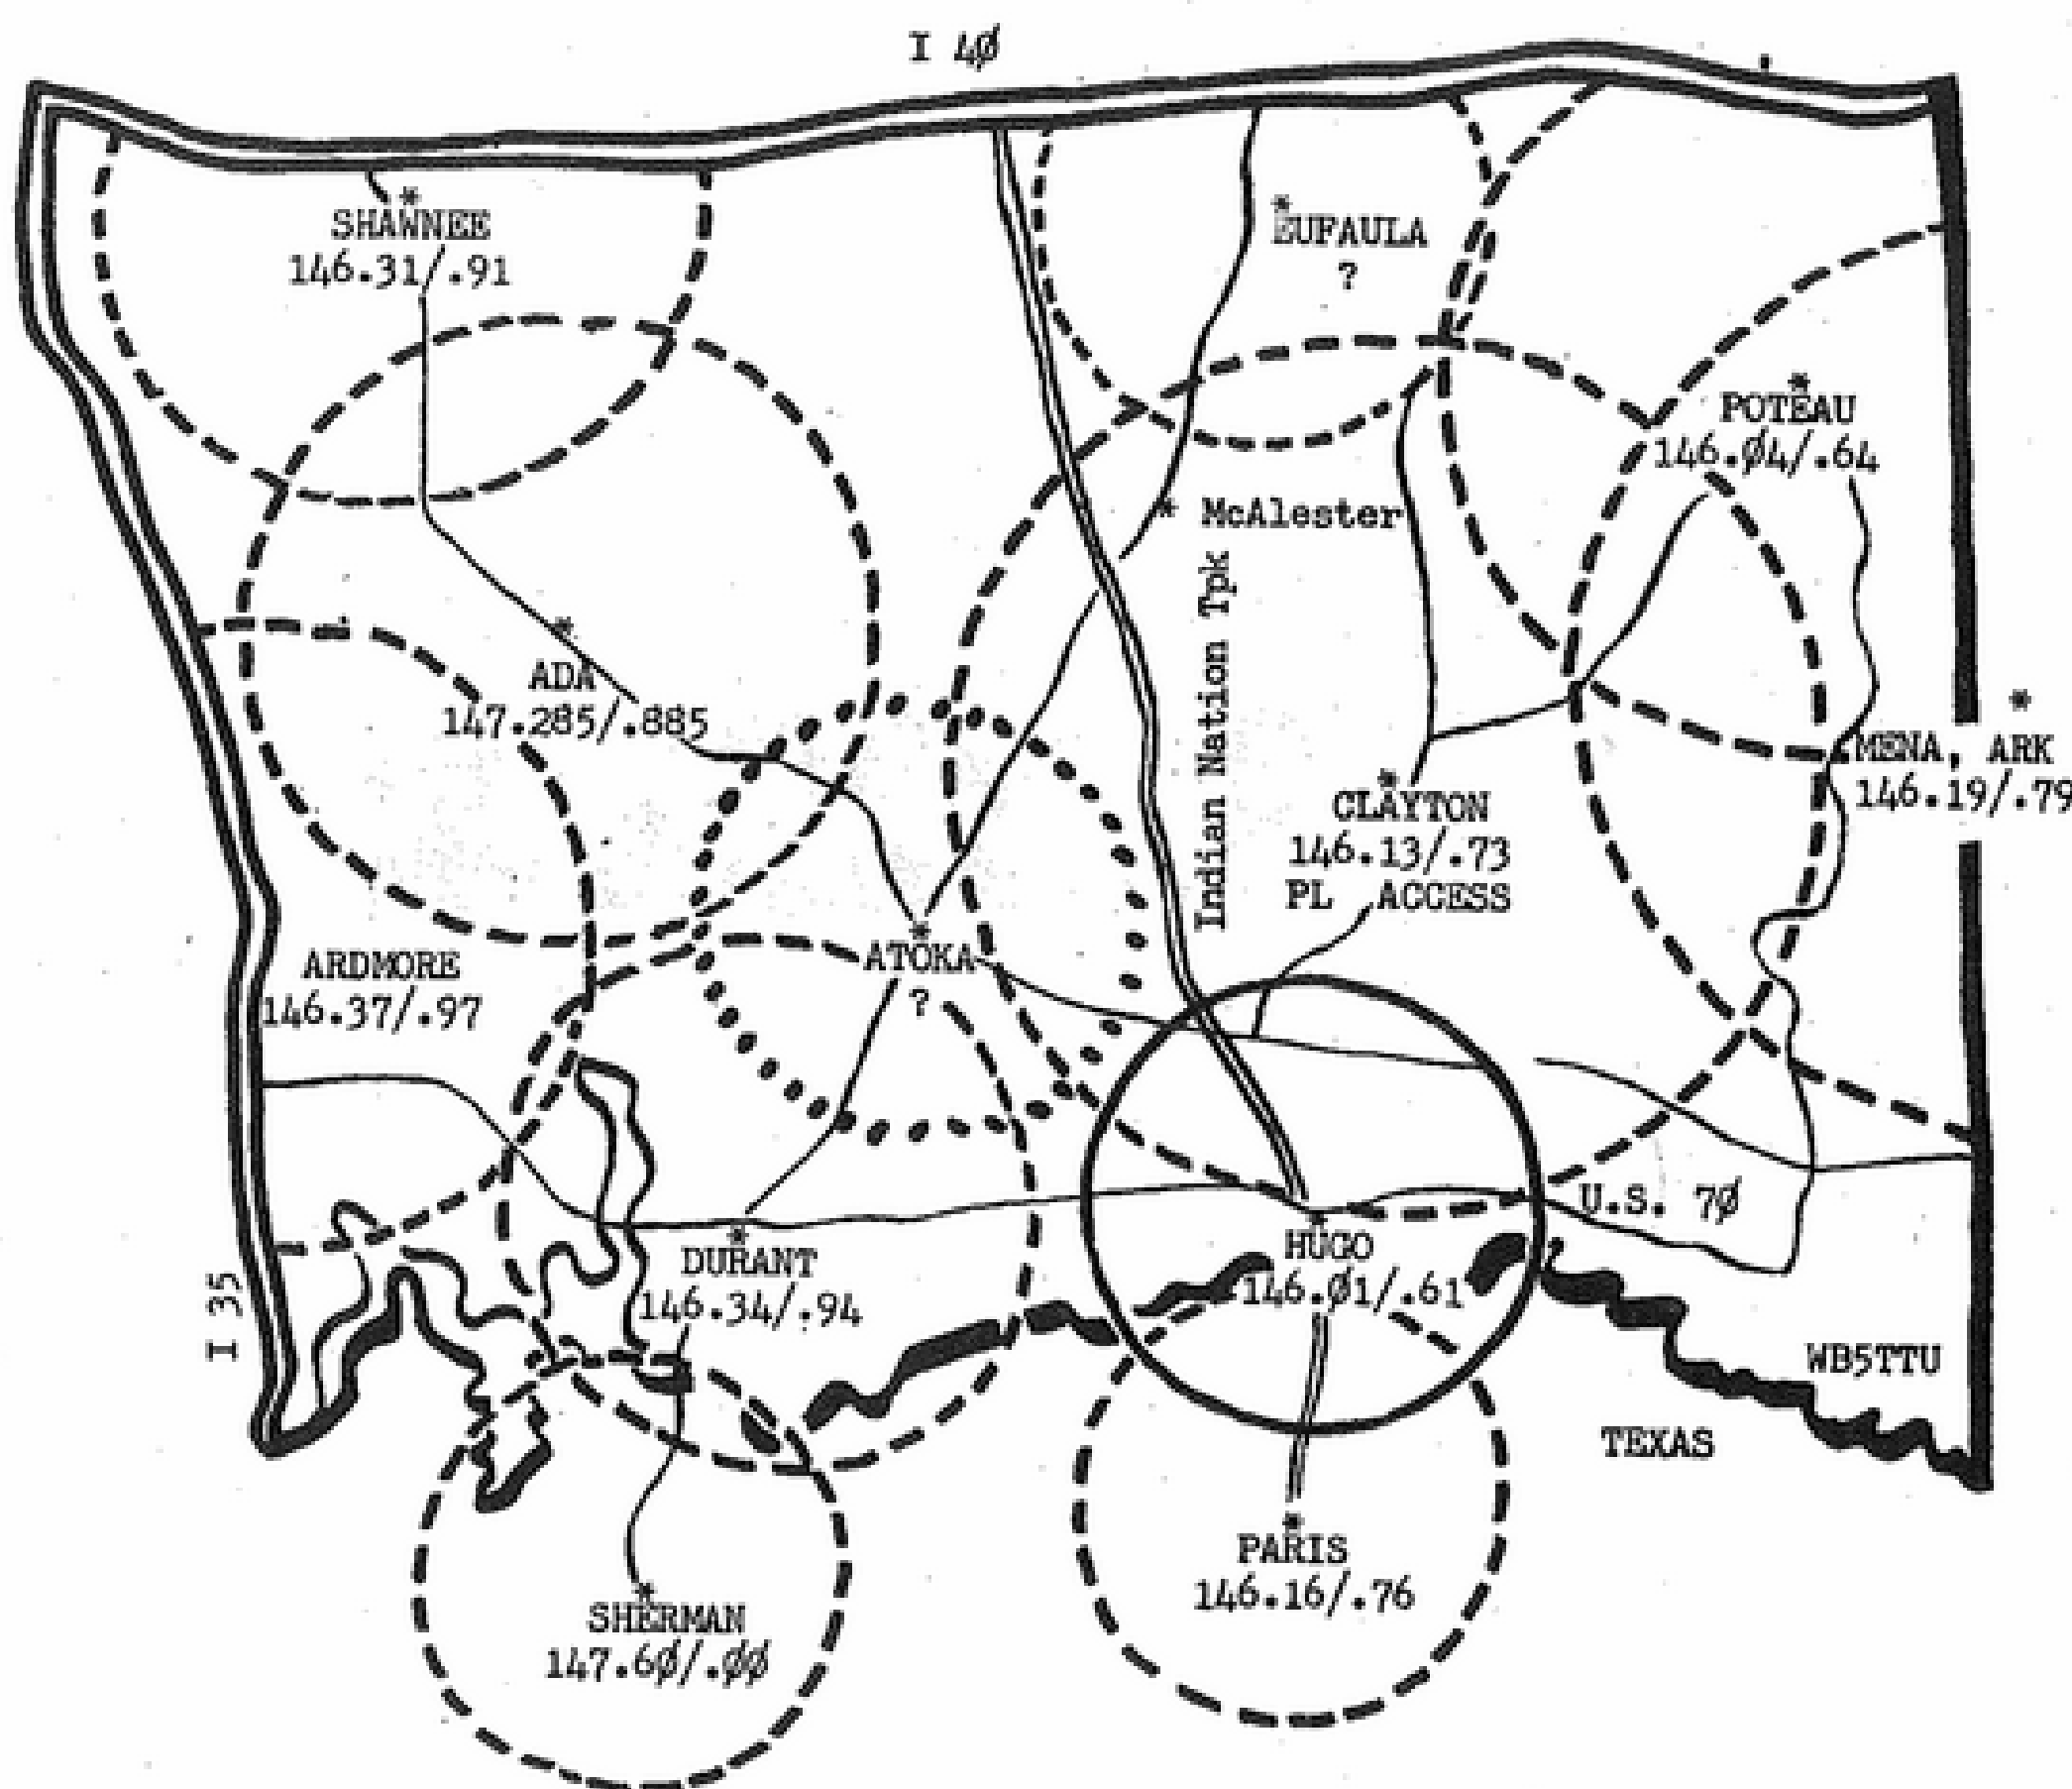 I 4Ø
*
SHAWNEE
146.31/.91
*
EUFAULA
?
*
POTEAU
146.Ø4/.64
* McAlester
Indian Nation Tpk
*
ADA
147.285/.885
*
MENA, ARK
146.19/.79
*
CLAYTON
146.13/.73
PL ACCESS
*
ATOKA
?
ARDMORE
146.37/.97
U.S. 7Ø
I 35
*
DURANT
146.34/.94
HUGO
146.Ø1/.61
WB5TTU
TEXAS
*
PARIS
146.16/.76
*
SHERMAN
147.6Ø/.ØØ